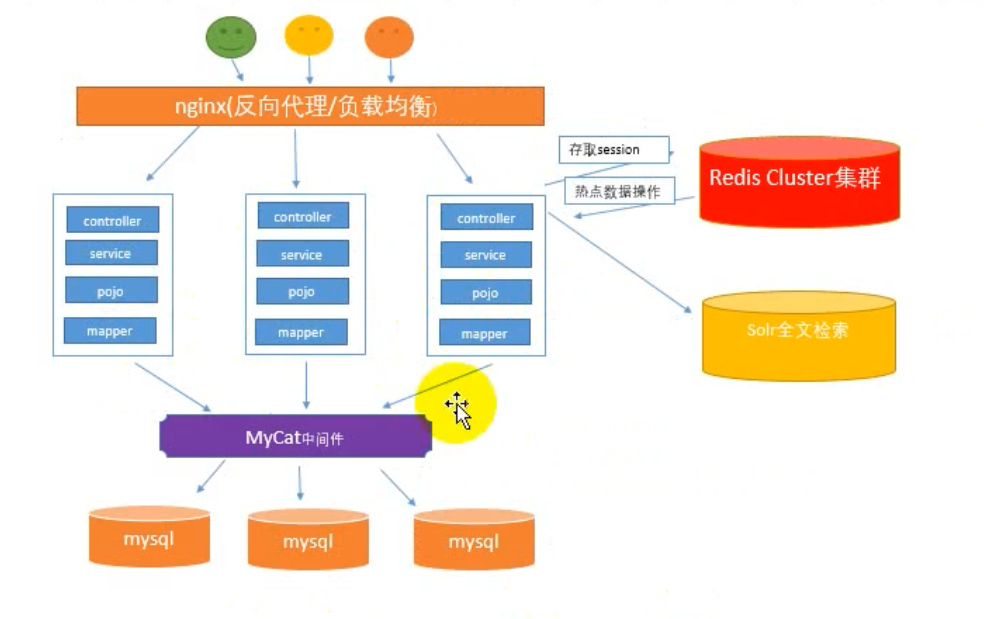 nginx(反向代理/负载均衡)
存取session
热点数据操作
Redis Cluster集群
controller
service
pojo
mapper
controller
service
pojo
mapper
controller
service
pojo
mapper
Solr全文检索
MyCat中间件
mysql
mysql
mysql